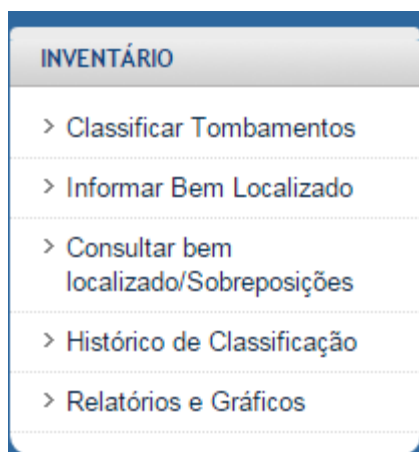 INVENTÁRIO
> Classificar Tombamentos
> Informar Bem Localizado
> Consultar bem
localizado/Sobreposições
> Histórico de Classificação
> Relatórios e Gráficos